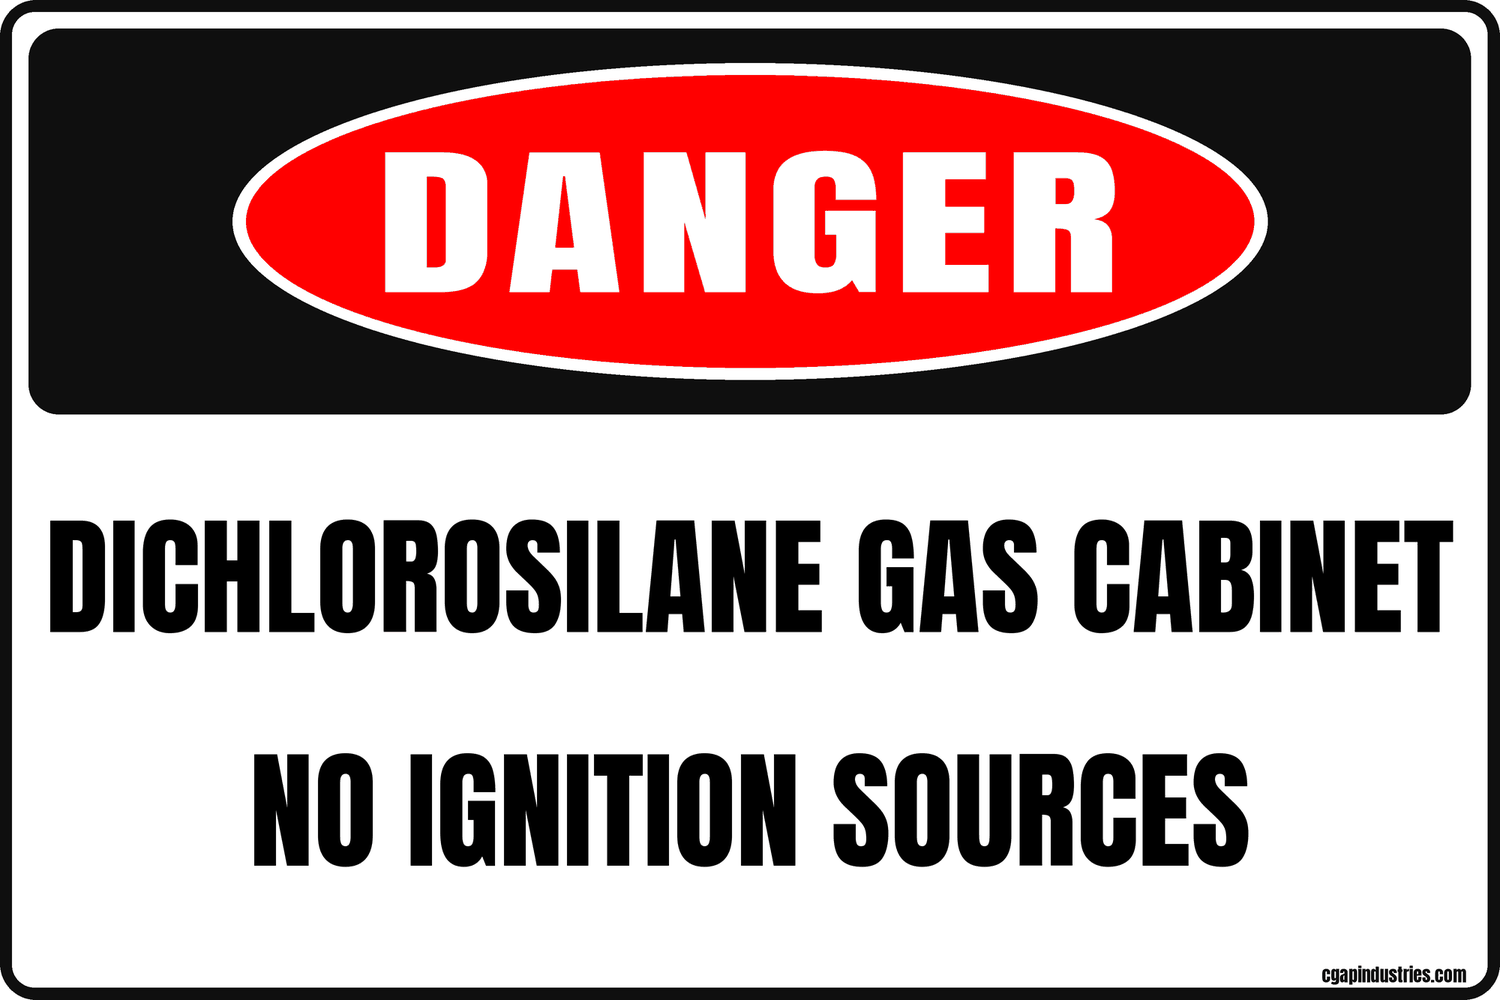 DANGER
DICHLOROSILANE GAS CABINET
NO IGNITION SOURCES
cgapindustries.com